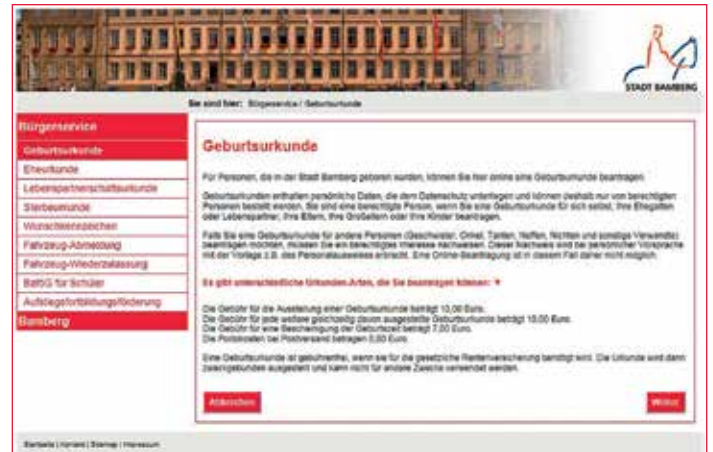 STADT BAMBERG
Sie sind hier: Bürgerservice / Geburtsurkunde
Bürgerservice
Geburtsurkunde
Eheurkunde
Lebenspartnerschaftsurkunde
Sterbeurkunde
Wunschkennzeichen
Fahrzeug-Abmeldung
Fahrzeug-Wiederzulassung
BaföG für Schüler
Aufstiegsfortbildungsförderung
Bamberg
Geburtsurkunde
Für Personen, die in der Stadt Bamberg geboren wurden, können Sie hier online eine Geburtsurkunde beantragen.
Geburtsurkunden enthalten persönliche Daten, die dem Datenschutz unterliegen und können deshalb nur von berechtigten
Personen bestellt werden. Sie sind eine berechtigte Person, wenn Sie eine Geburtsurkunde für sich selbst, Ihre Ehegatten
oder Lebenspartner, Ihre Eltern, Ihre Großeltern oder Ihre Kinder beantragen.
Falls Sie eine Geburtsurkunde für andere Personen (Geschwister, Onkel, Tanten, Neffen, Nichten und sonstige Verwandte)
beantragen möchten, müssen Sie ein berechtigtes Interesse nachweisen. Dieser Nachweis wird bei persönlicher Vorsprache
mit der Vorlage z.B. des Personalausweises erbracht. Eine Online-Beantragung ist in diesem Fall daher nicht möglich.
Es gibt unterschiedliche Urkunden-Arten, die Sie beantragen können: ▼
Die Gebühr für die Ausstellung einer Geburtsurkunde beträgt
Die Gebühr für jede weitere gleichzeitig davon ausgestellte Geburtsurkunde beträgt
Die Gebühr für eine Bescheinigung der Geburtszeit beträgt 7,00 Euro.
Die Portokosten bei Postversand betragen 0,00 Euro.
Eine Geburtsurkunde ist gebührenfrei, wenn sie für die gesetzliche Rentenversicherung benötigt wird. Die Urkunde wird dann
zweckgebunden ausgestellt und kann nicht für andere Zwecke verwendet werden.
Abbrechen
Weiter
Startseite | Kontakt | Sitemap | Impressum